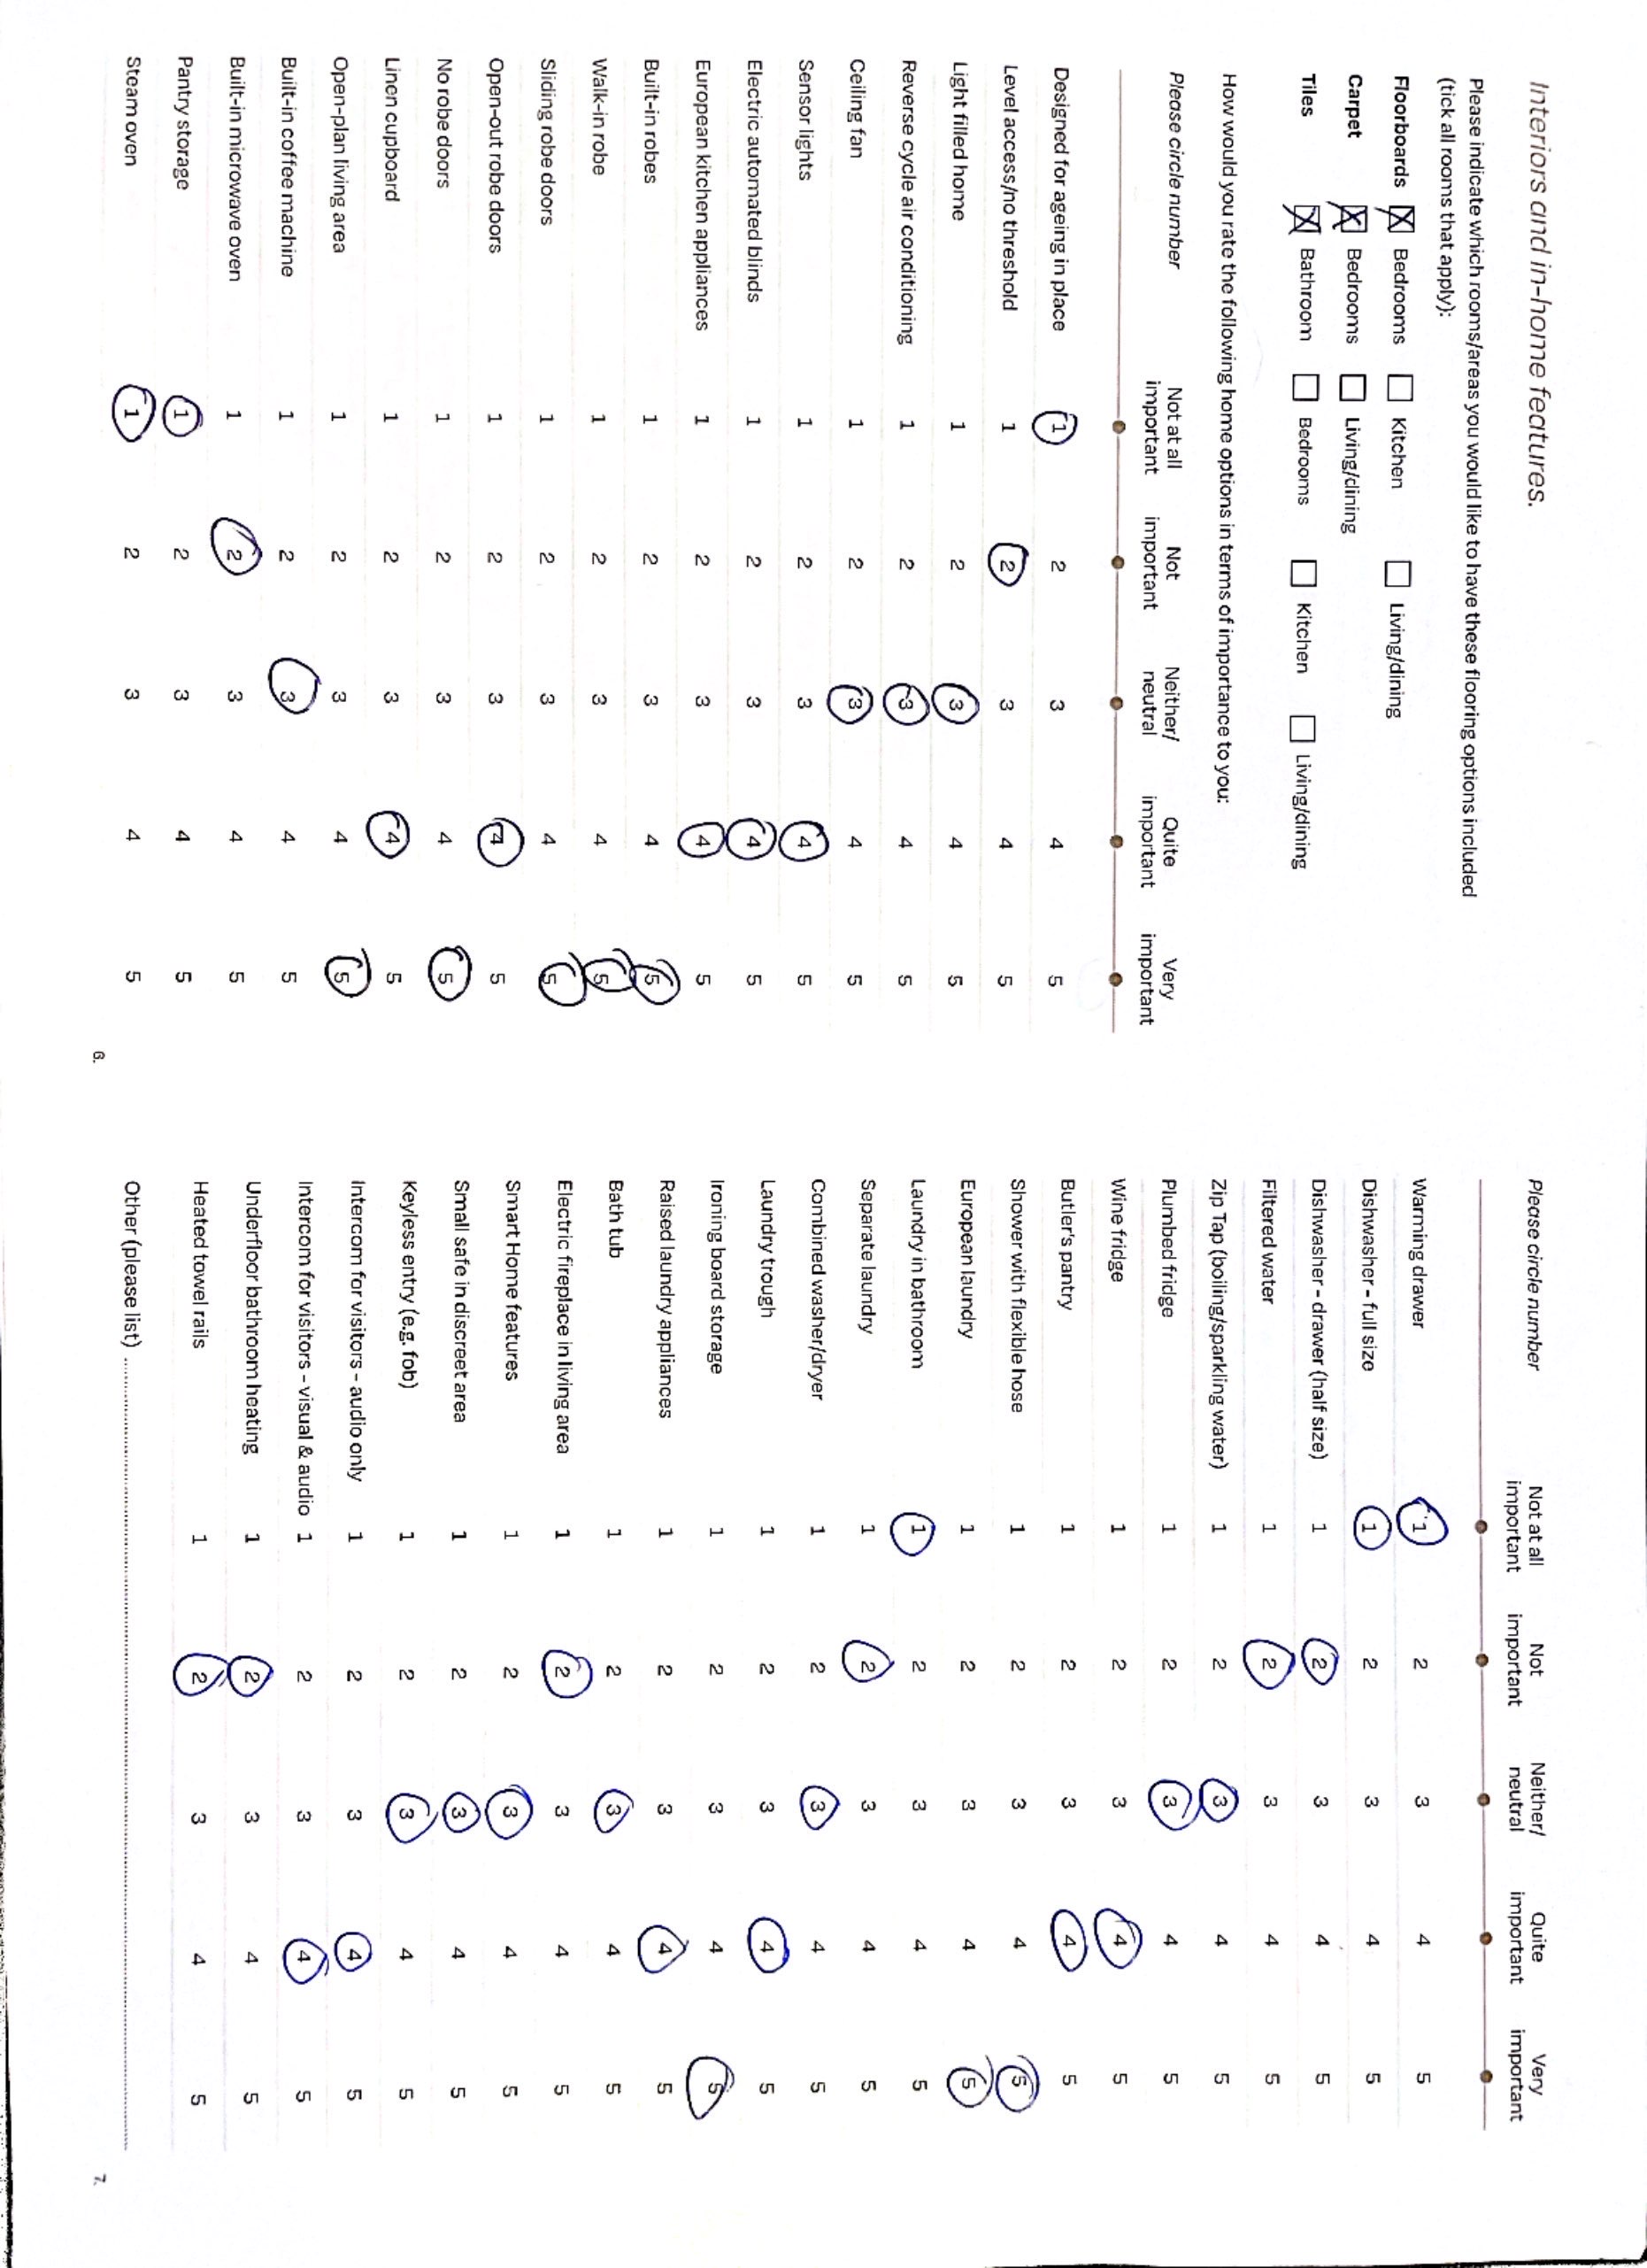 Interiors and in-home features.
Please indicate which rooms/areas you would like to have these flooring options included
(tick all rooms that apply):
Floorboards Bedrooms Kitchen Living/dining
Carpet Bedrooms Living/dining
Tiles Bathroom Bedrooms Kitchen Living/dining
How would you rate the following home options in terms of importance to you:
Please circle number Not at all important Not important Neither/neutral Quite important Very important
Designed for ageing in place 1 2 3 4 5
Level access/no threshold 1 2 3 4 5
Light filled home 1 2 3 4 5
Reverse cycle air conditioning 1 2 3 4 5
Ceiling fan 1 2 3 4 5
Sensor lights 1 2 3 4 5
Electric automated blinds 1 2 3 4 5
European kitchen appliances 1 2 3 4 5
Built-in robes 1 2 3 4 5
Walk-in robe 1 2 3 4 5
Sliding robe doors 1 2 3 4 5
Open-out robe doors 1 2 3 4 5
No robe doors 1 2 3 4 5
Linen cupboard 1 2 3 4 5
Open-plan living area 1 2 3 4 5
Built-in coffee machine 1 2 3 4 5
Built-in microwave oven 1 2 3 4 5
Pantry storage 1 2 3 4 5
Steam oven 1 2 3 4 5
6.
Please circle number Not at all important Not important Neither/neutral Quite important Very important
Warming drawer 1 2 3 4 5
Dishwasher - full size 1 2 3 4 5
Dishwasher - drawer (half size) 1 2 3 4 5
Filtered water 1 2 3 4 5
Zip Tap (boiling/sparkling water) 1 2 3 4 5
Plumbed fridge 1 2 3 4 5
Wine fridge 1 2 3 4 5
Butler's pantry 1 2 3 4 5
Shower with flexible hose 1 2 3 4 5
European laundry 1 2 3 4 5
Laundry in bathroom 1 2 3 4 5
Separate laundry 1 2 3 4 5
Combined washer/dryer 1 2 3 4 5
Laundry trough 1 2 3 4 5
Ironing board storage 1 2 3 4 5
Raised laundry appliances 1 2 3 4 5
Bath tub 1 2 3 4 5
Electric fireplace in living area 1 2 3 4 5
Smart Home features 1 2 3 4 5
Small safe in discreet area 1 2 3 4 5
Keyless entry (e.g. fob) 1 2 3 4 5
Intercom for visitors - audio only 1 2 3 4 5
Intercom for visitors - visual & audio 1 2 3 4 5
Underfloor bathroom heating 1 2 3 4 5
Heated towel rails 1 2 3 4 5
Other (please list)
7.